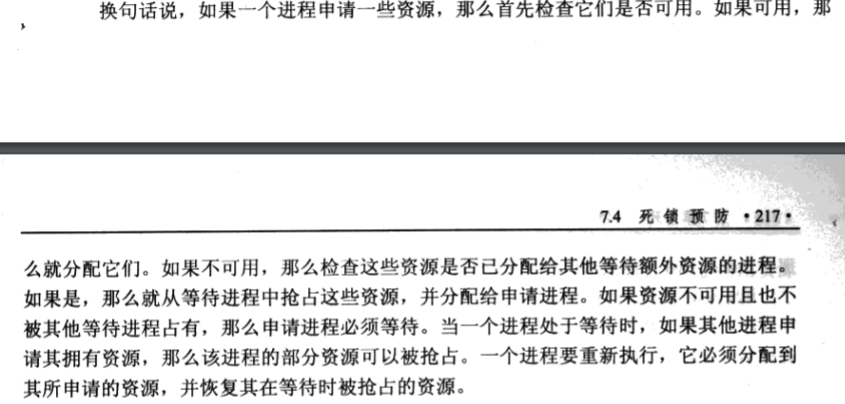 换句话说，如果一个进程申请一些资源，那么首先检查它们是否可用。如果可用，那
7.4 死锁预防 ·217·
么就分配它们。如果不可用，那么检查这些资源是否已分配给其他等待额外资源的进程。
如果是，那么就从等待进程中抢占这些资源，并分配给申请进程。如果资源不可用且也不
被其他等待进程占有，那么申请进程必须等待。当一个进程处于等待时，如果其他进程申
请其拥有资源，那么该进程的部分资源可以被抢占。一个进程要重新执行，它必须分配到
其所申请的资源，并恢复其在等待时被抢占的资源。